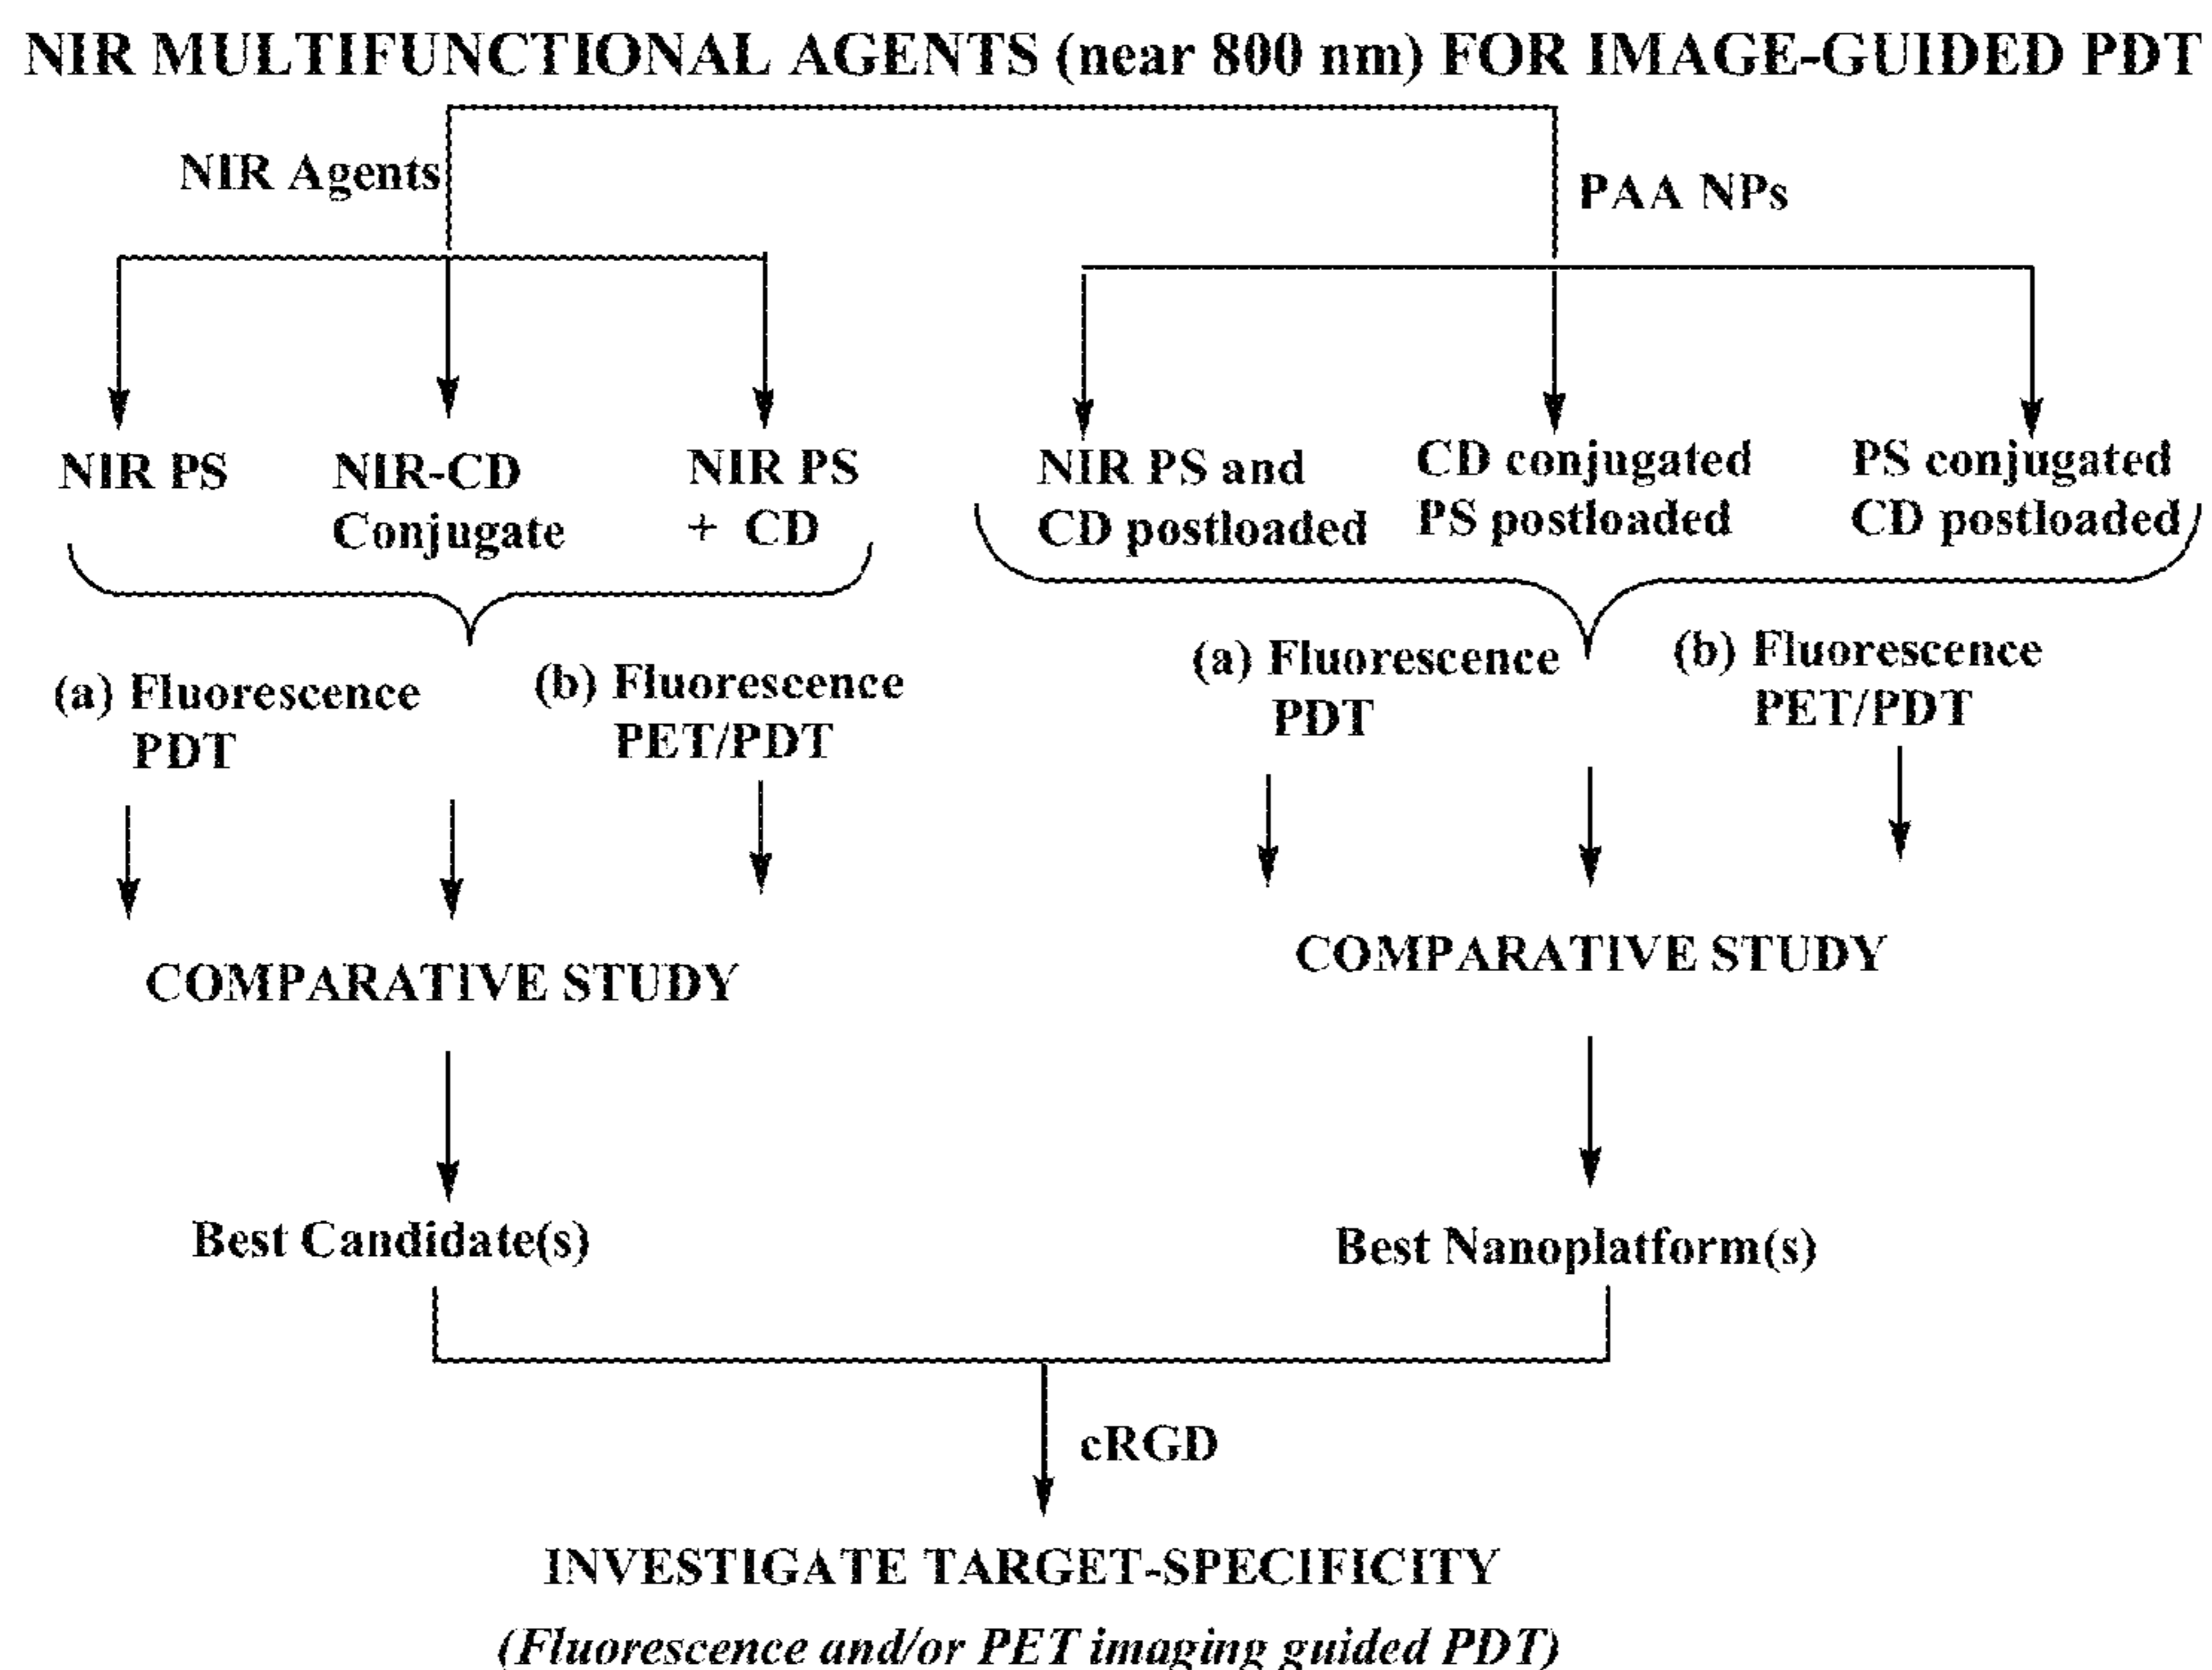 NIR MULTIFUNCTIONAL AGENTS (near 800 nm) FOR IMAGE-GUIDED PDT
NIR Agents
PAA NPs
NIR PS
NIR-CD
Conjugate
NIR PS
+ CD
NIR PS and
CD postloaded
CD conjugated
PS postloaded
PS conjugated
CD postloaded
(a) Fluorescence
PDT
(b) Fluorescence
PET/PDT
(a) Fluorescence
PDT
(b) Fluorescence
PET/PDT
COMPARATIVE STUDY
COMPARATIVE STUDY
Best Candidate(s)
Best Nanoplatform(s)
cRGD
INVESTIGATE TARGET-SPECIFICITY
(Fluorescence and/or PET imaging guided PDT)